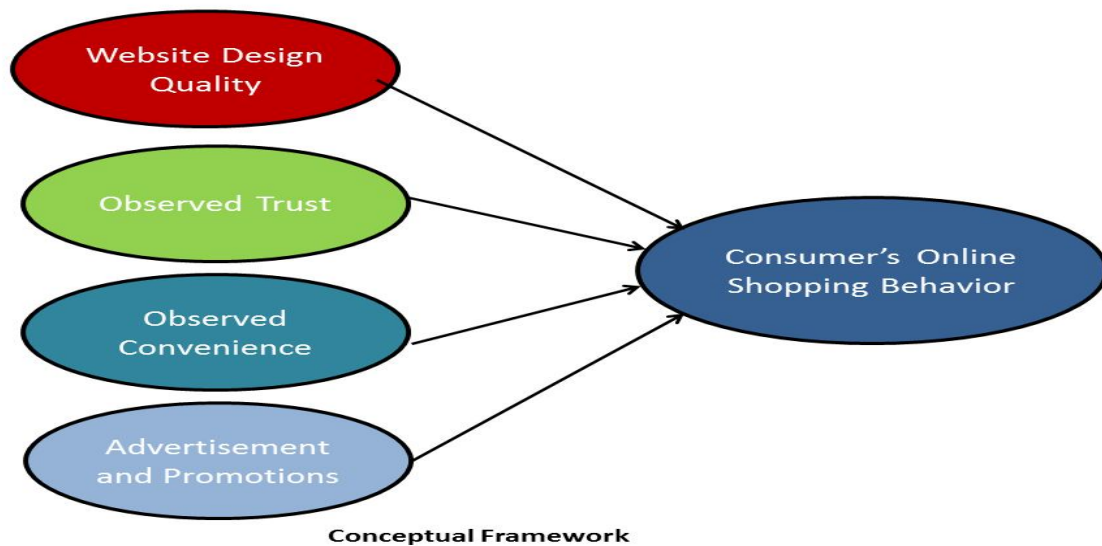 Website Design
Quality
Observed Trust
Observed
Convenience
Advertisement
and Promotions
Consumer’s Online
Shopping Behavior
Conceptual Framework